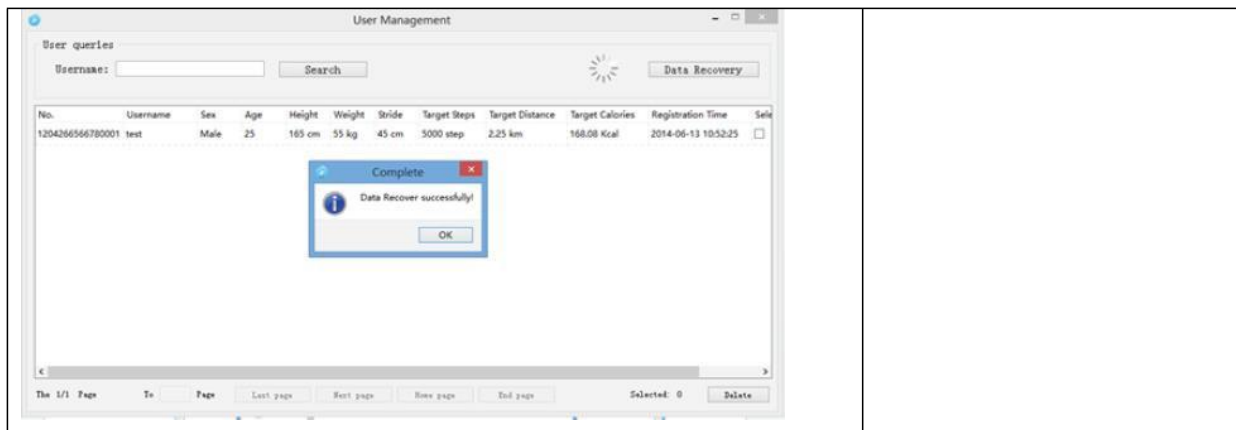 User Management
User queries
Username:
Search
Data Recovery
No. Username Sex Age Height Weight Stride Target Steps Target Distance Target Calories Registration Time Sele
1204266566780001 test Male 25 165 cm 55 kg 45 cm 5000 step 2.25 km 168.08 Kcal 2014-06-13 10:52:25
Complete
Data Recover successfully!
OK
The 1/1 Page To Page Last page Next page Home page End page Selected: 0 Delete